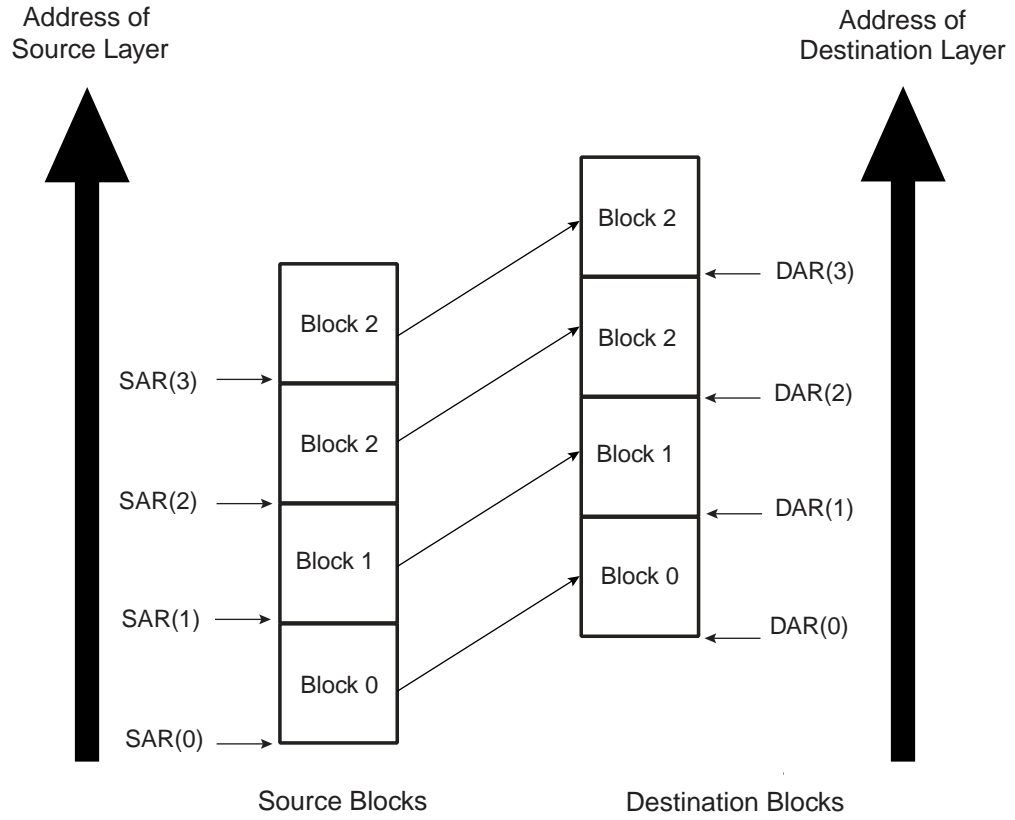 Address of
Source Layer
Address of
Destination Layer
Block 2
Block 2
DAR(3)
Block 2
SAR(3)
Block 2
DAR(2)
Block 2
Block 1
SAR(2)
DAR(1)
Block 1
Block 0
SAR(1)
DAR(0)
Block 0
SAR(0)
Source Blocks
Destination Blocks